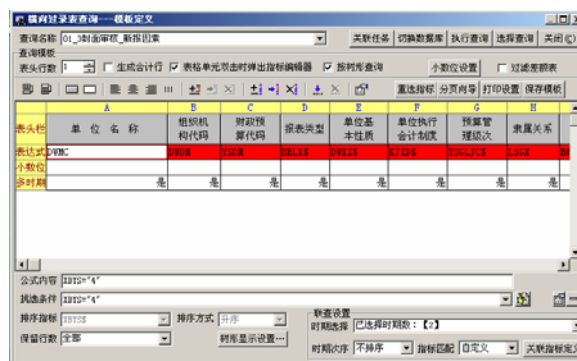 横向过录表查询---模板定义
查询名称 01_3封面审核_新报因素 关联任务 切换数据库 执行查询 选择查询 关闭(C)
查询模板
表头行数 1 生成合计行 表格单元双击时弹出指标编辑器 按树形查询 小数位设置 过滤差额表
重选指标 分页向导 打印设置 保存模板
A B C D E F G H
表头栏 单 位 名 称 组织机构代码 财政预算代码 报表类型 单位基本性质 单位执行会计制度 预算管理级次 隶属关系
表达式 DWMC DWDM YSDM BBLX$ DWXZ$ KJZD$ YSGLJC$ LSGX
小数位
多时期 是 是 是 是 是 是 是 是
公式内容 XBYS="4"
挑选条件 XBYS="4"
排序指标 XBYS$ 排序方式 升序 联查设置
时期选择 已选择时期数:【2】
保留行数 全部 树形显示设置... 时期次序 不排序 指标匹配 自定义 关联指标定